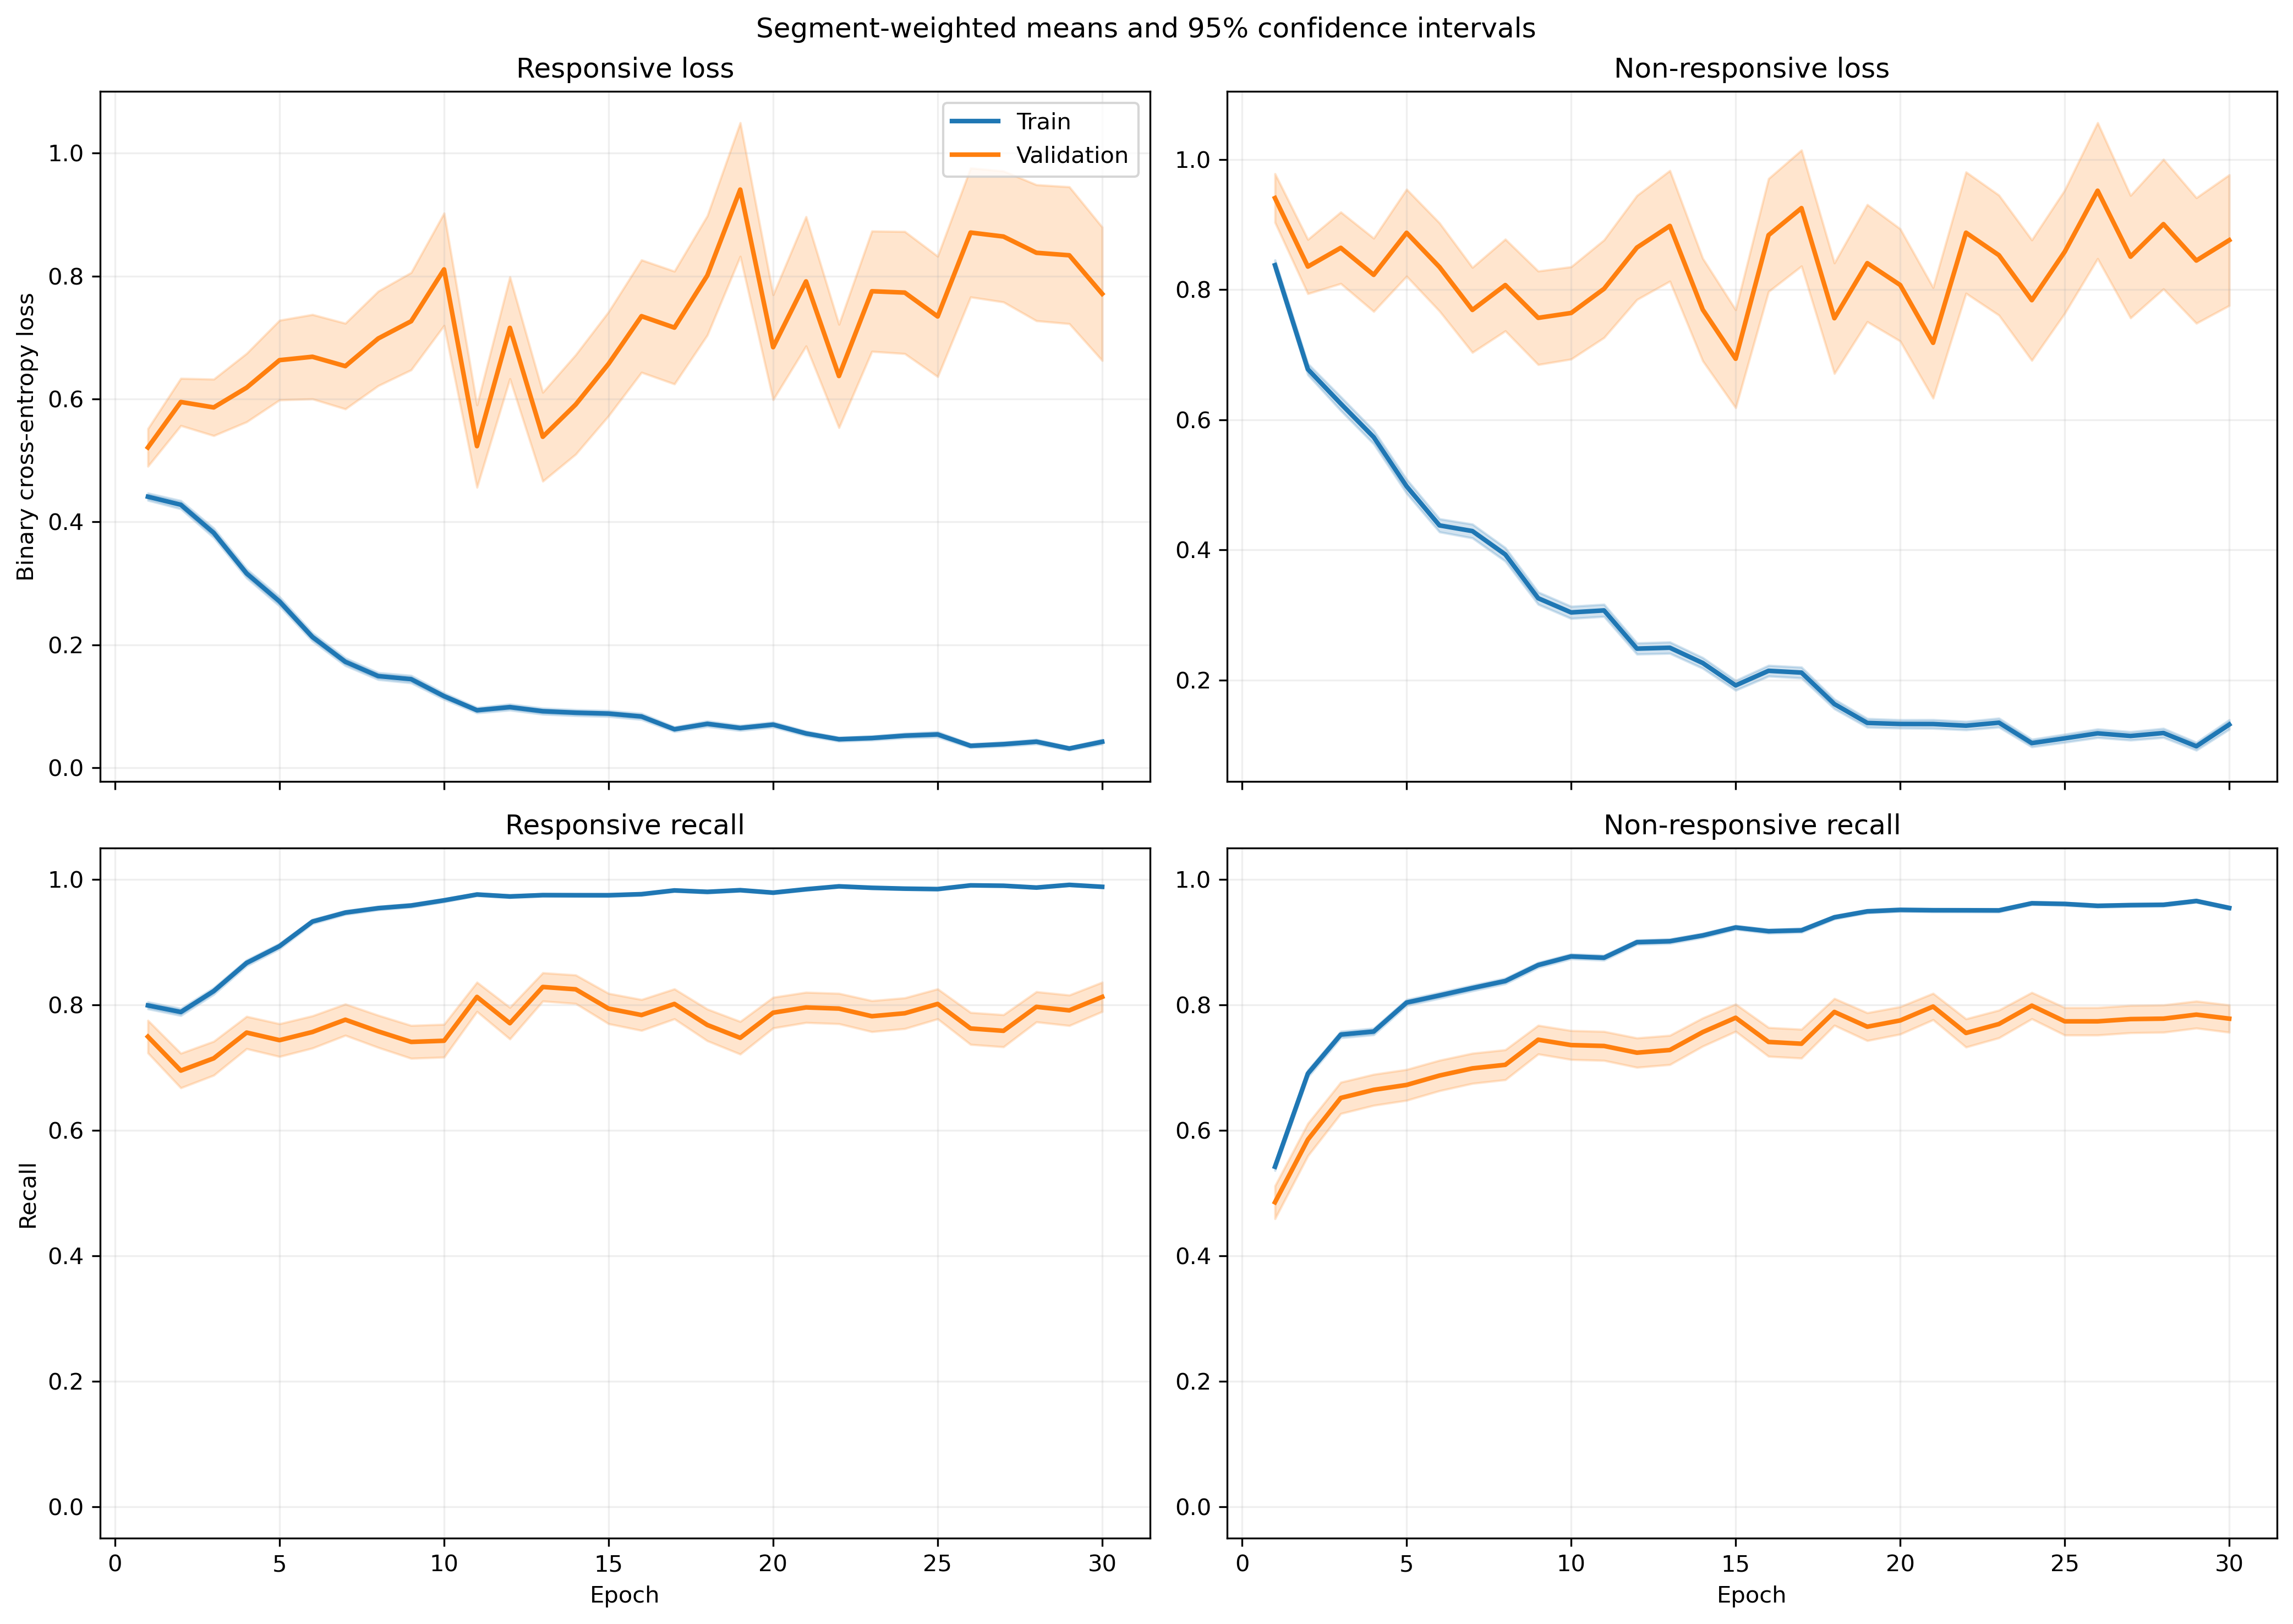 Segment-weighted means and 95% confidence intervals
Responsive loss
Non-responsive loss
Train
Validation
1.0
0.8
0.6
0.4
0.2
0.0
Binary cross-entropy loss
1.0
0.8
0.6
0.4
0.2
Responsive recall
Non-responsive recall
1.0
0.8
0.6
0.4
0.2
0.0
Recall
1.0
0.8
0.6
0.4
0.2
0.0
0 5 10 15 20 25 30
Epoch
0 5 10 15 20 25 30
Epoch